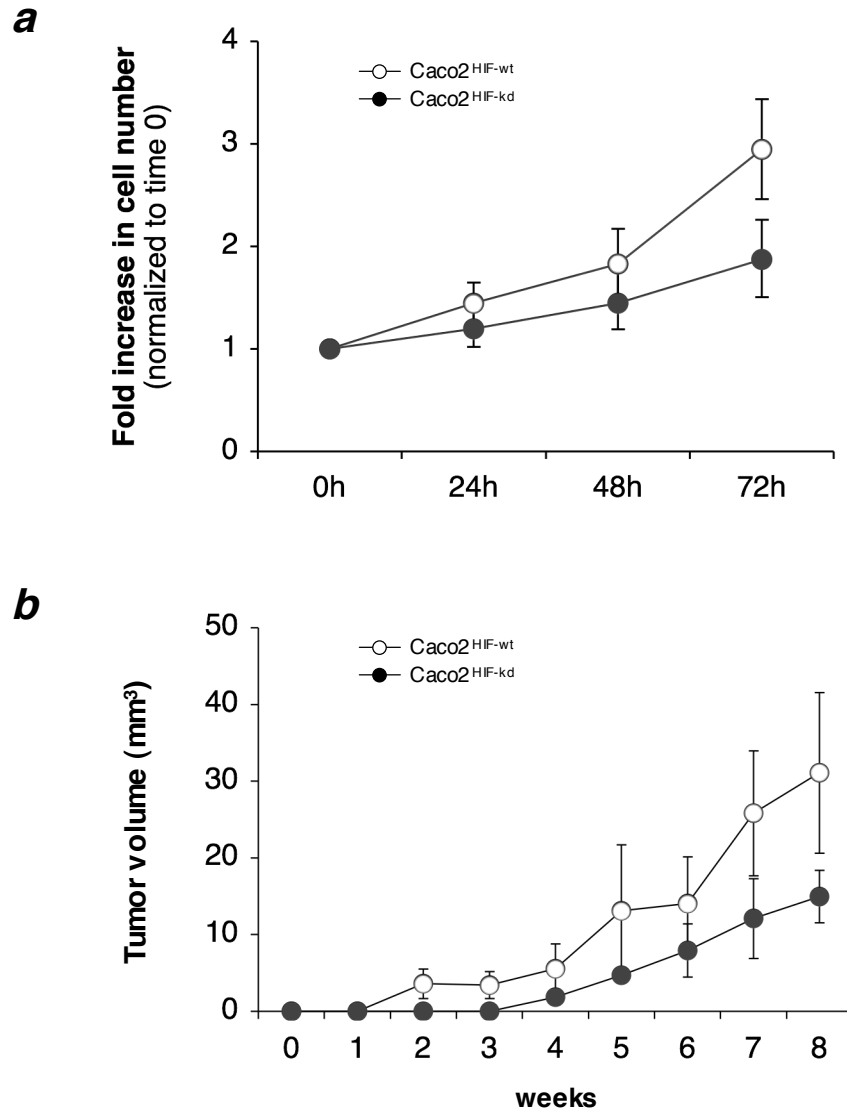 a
Fold increase in cell number
(normalized to time 0)
4
3
2
1
0
Caco2 HIF-wt
Caco2 HIF-kd
0h 24h 48h 72h
b
Tumor volume (mm³)
50
40
30
20
10
0
Caco2 HIF-wt
Caco2 HIF-kd
0 1 2 3 4 5 6 7 8
weeks